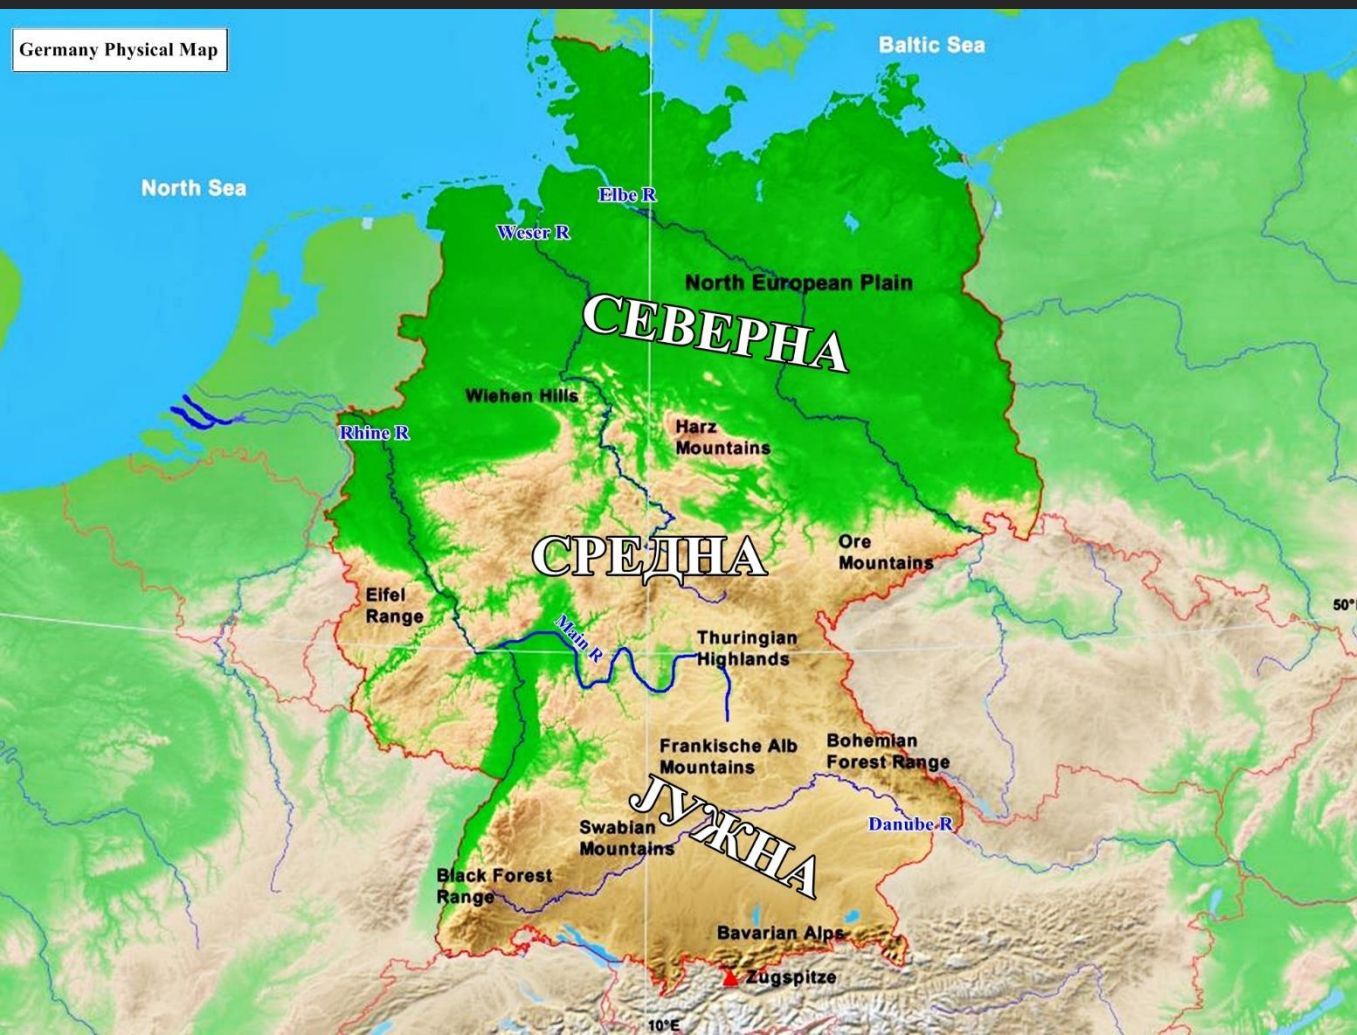 Germany Physical Map
Baltic Sea
North Sea
Elbe R
Weser R
North European Plain
СЕВЕРНА
Wiehen Hills
Harz
Mountains
Rhine R
СРЕДНА
Ore
Mountains
Eifel
Range
50°
Main R
Thuringian
Highlands
Frankische Alb
Mountains
Bohemian
Forest Range
ЈУЖНА
Swabian
Mountains
Danube R
Black Forest
Range
Bavarian Alps
Zugspitze
10°E